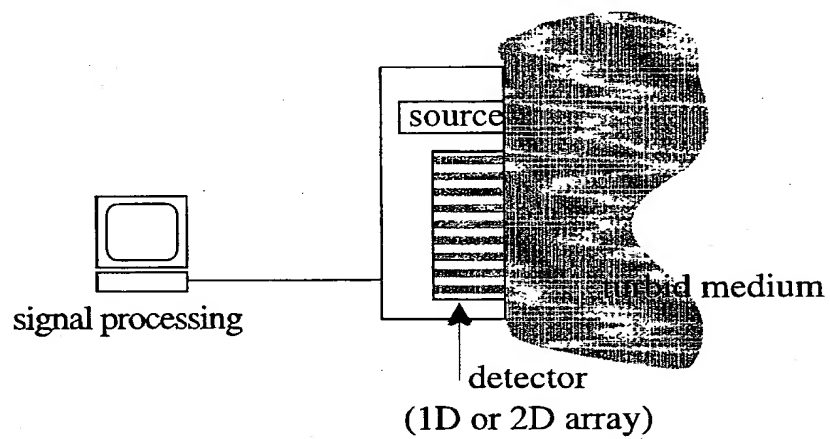 source
turbid medium
signal processing
detector
(1D or 2D array)